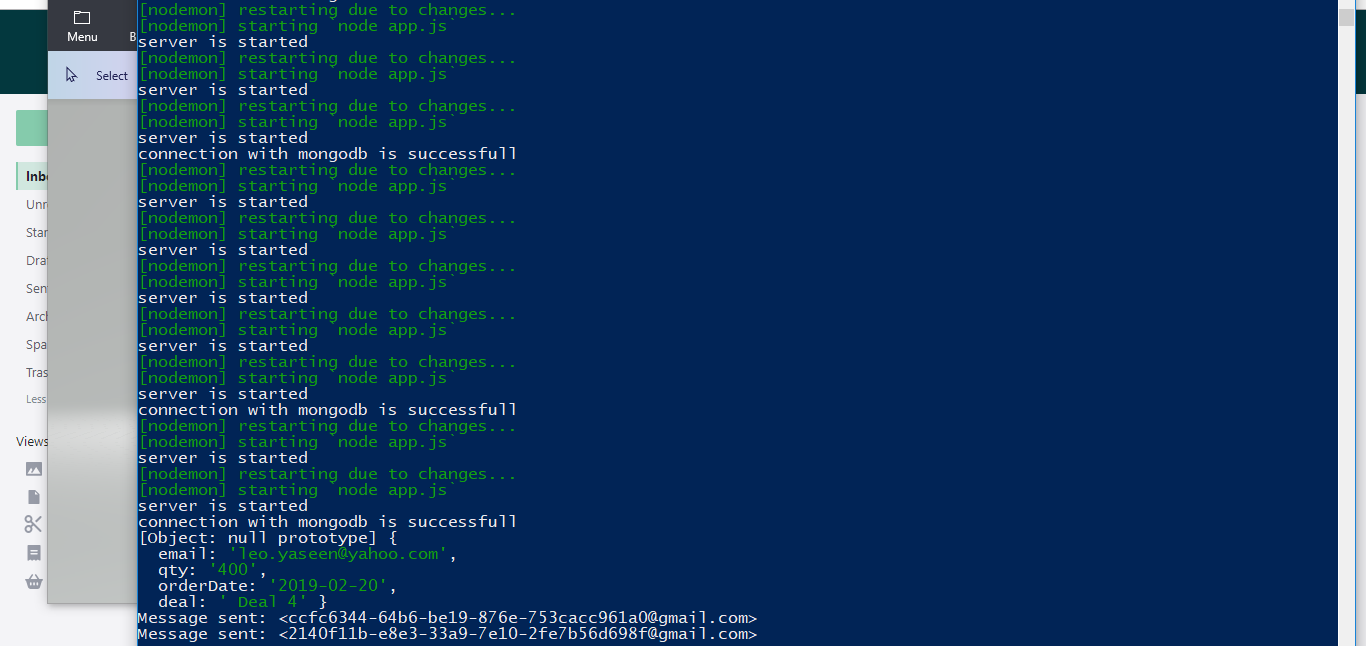 Menu
B
Select
Inbo
Unr
Star
Draf
Sen
Arch
Spa
Tras
Less
Views
[nodemon] restarting due to changes...
[nodemon] starting `node app.js`
server is started
[nodemon] restarting due to changes...
[nodemon] starting `node app.js`
server is started
[nodemon] restarting due to changes...
[nodemon] starting `node app.js`
server is started
connection with mongodb is successfull
[nodemon] restarting due to changes...
[nodemon] starting `node app.js`
server is started
[nodemon] restarting due to changes...
[nodemon] starting `node app.js`
server is started
[nodemon] restarting due to changes...
[nodemon] starting `node app.js`
server is started
[nodemon] restarting due to changes...
[nodemon] starting `node app.js`
server is started
[nodemon] restarting due to changes...
[nodemon] starting `node app.js`
server is started
connection with mongodb is successfull
[nodemon] restarting due to changes...
[nodemon] starting `node app.js`
server is started
[nodemon] restarting due to changes...
[nodemon] starting `node app.js`
server is started
connection with mongodb is successfull
[Object: null prototype] {
  email: 'leo.yaseen@yahoo.com',
  qty: '400',
  orderDate: '2019-02-20',
  deal: ' Deal 4' }
Message sent: <ccfc6344-64b6-be19-876e-753cacc961a0@gmail.com>
Message sent: <2140f11b-e8e3-33a9-7e10-2fe7b56d698f@gmail.com>